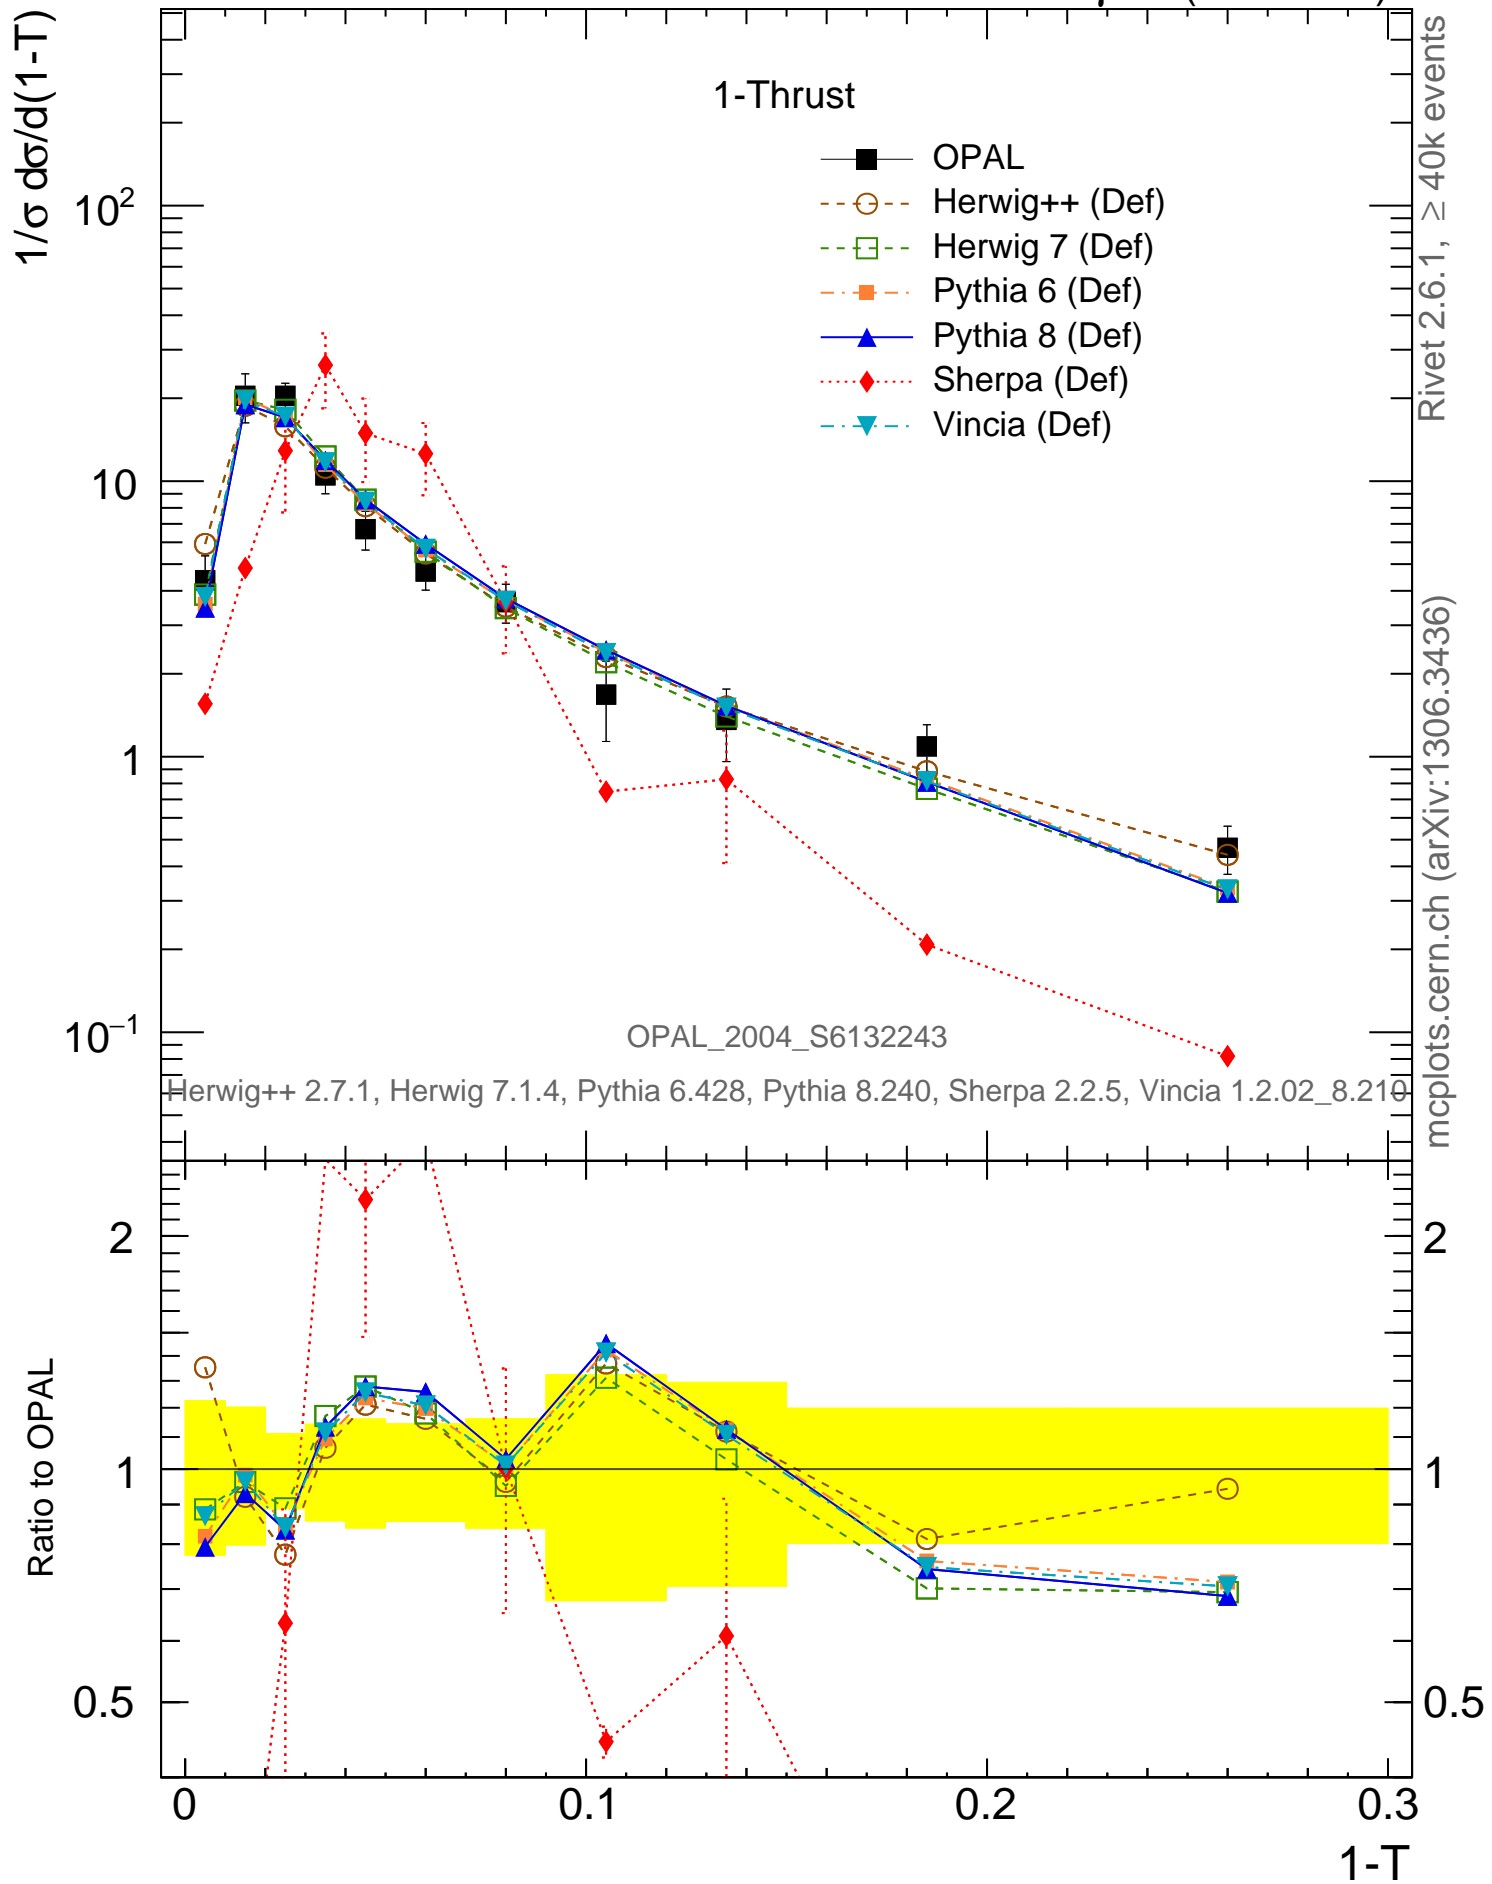 1/σ dσ/d(1-T)
1-Thrust
OPAL
Herwig++ (Def)
Herwig 7 (Def)
Pythia 6 (Def)
Pythia 8 (Def)
Sherpa (Def)
Vincia (Def)
10²
10
1
10⁻¹
OPAL_2004_S6132243
Herwig++ 2.7.1, Herwig 7.1.4, Pythia 6.428, Pythia 8.240, Sherpa 2.2.5, Vincia 1.2.02_8.210
Rivet 2.6.1, ≥ 40k events
mcplots.cern.ch (arXiv:1306.3436)
Ratio to OPAL
2
1
0.5
2
1
0.5
0 0.1 0.2 0.3
1-T